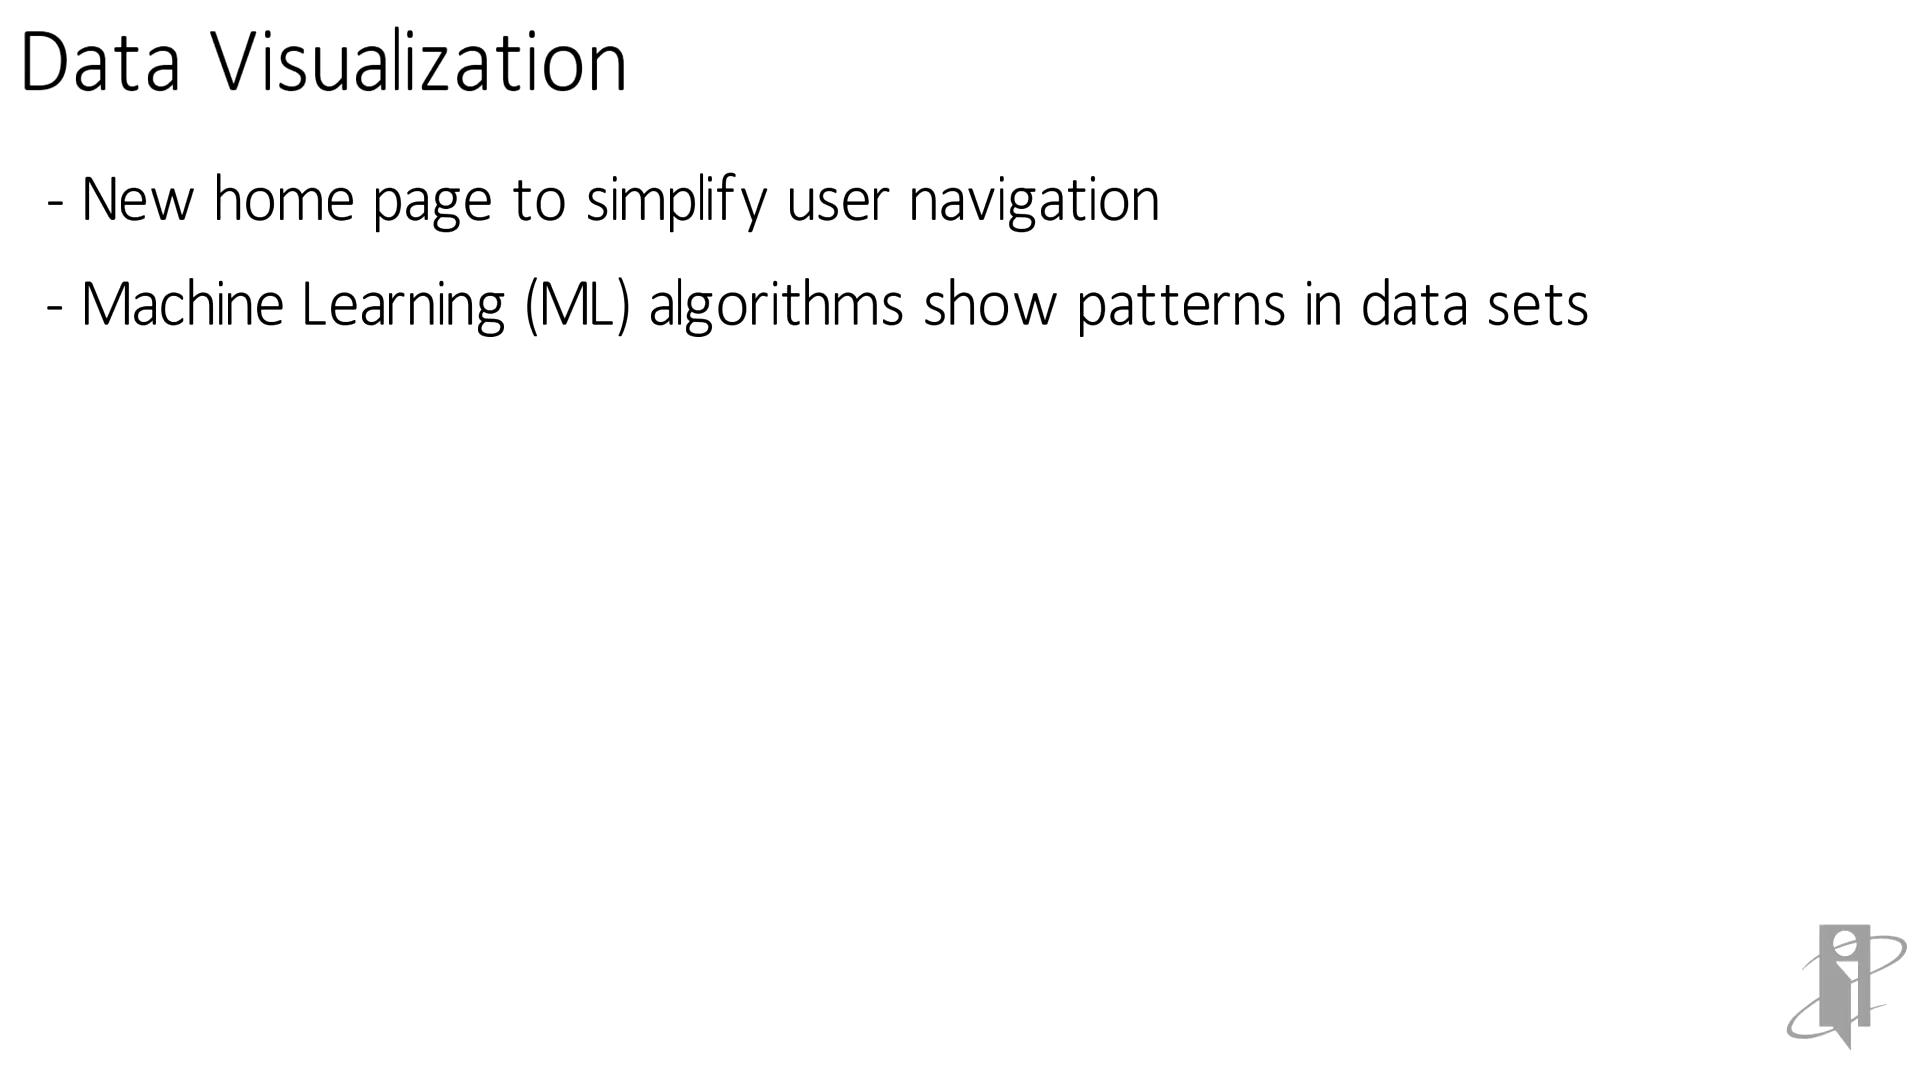 Data Visualization
- New home page to simplify user navigation
- Machine Learning (ML) algorithms show patterns in data sets